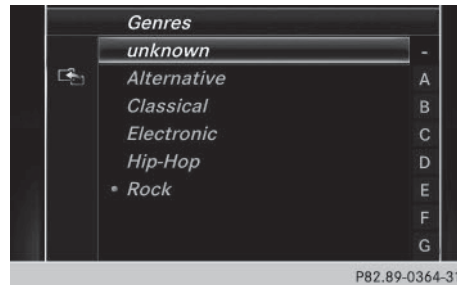 Genres
unknown
-
Alternative
A
Classical
B
Electronic
C
Hip-Hop
D
• Rock
E
F
G
P82.89-0364-31